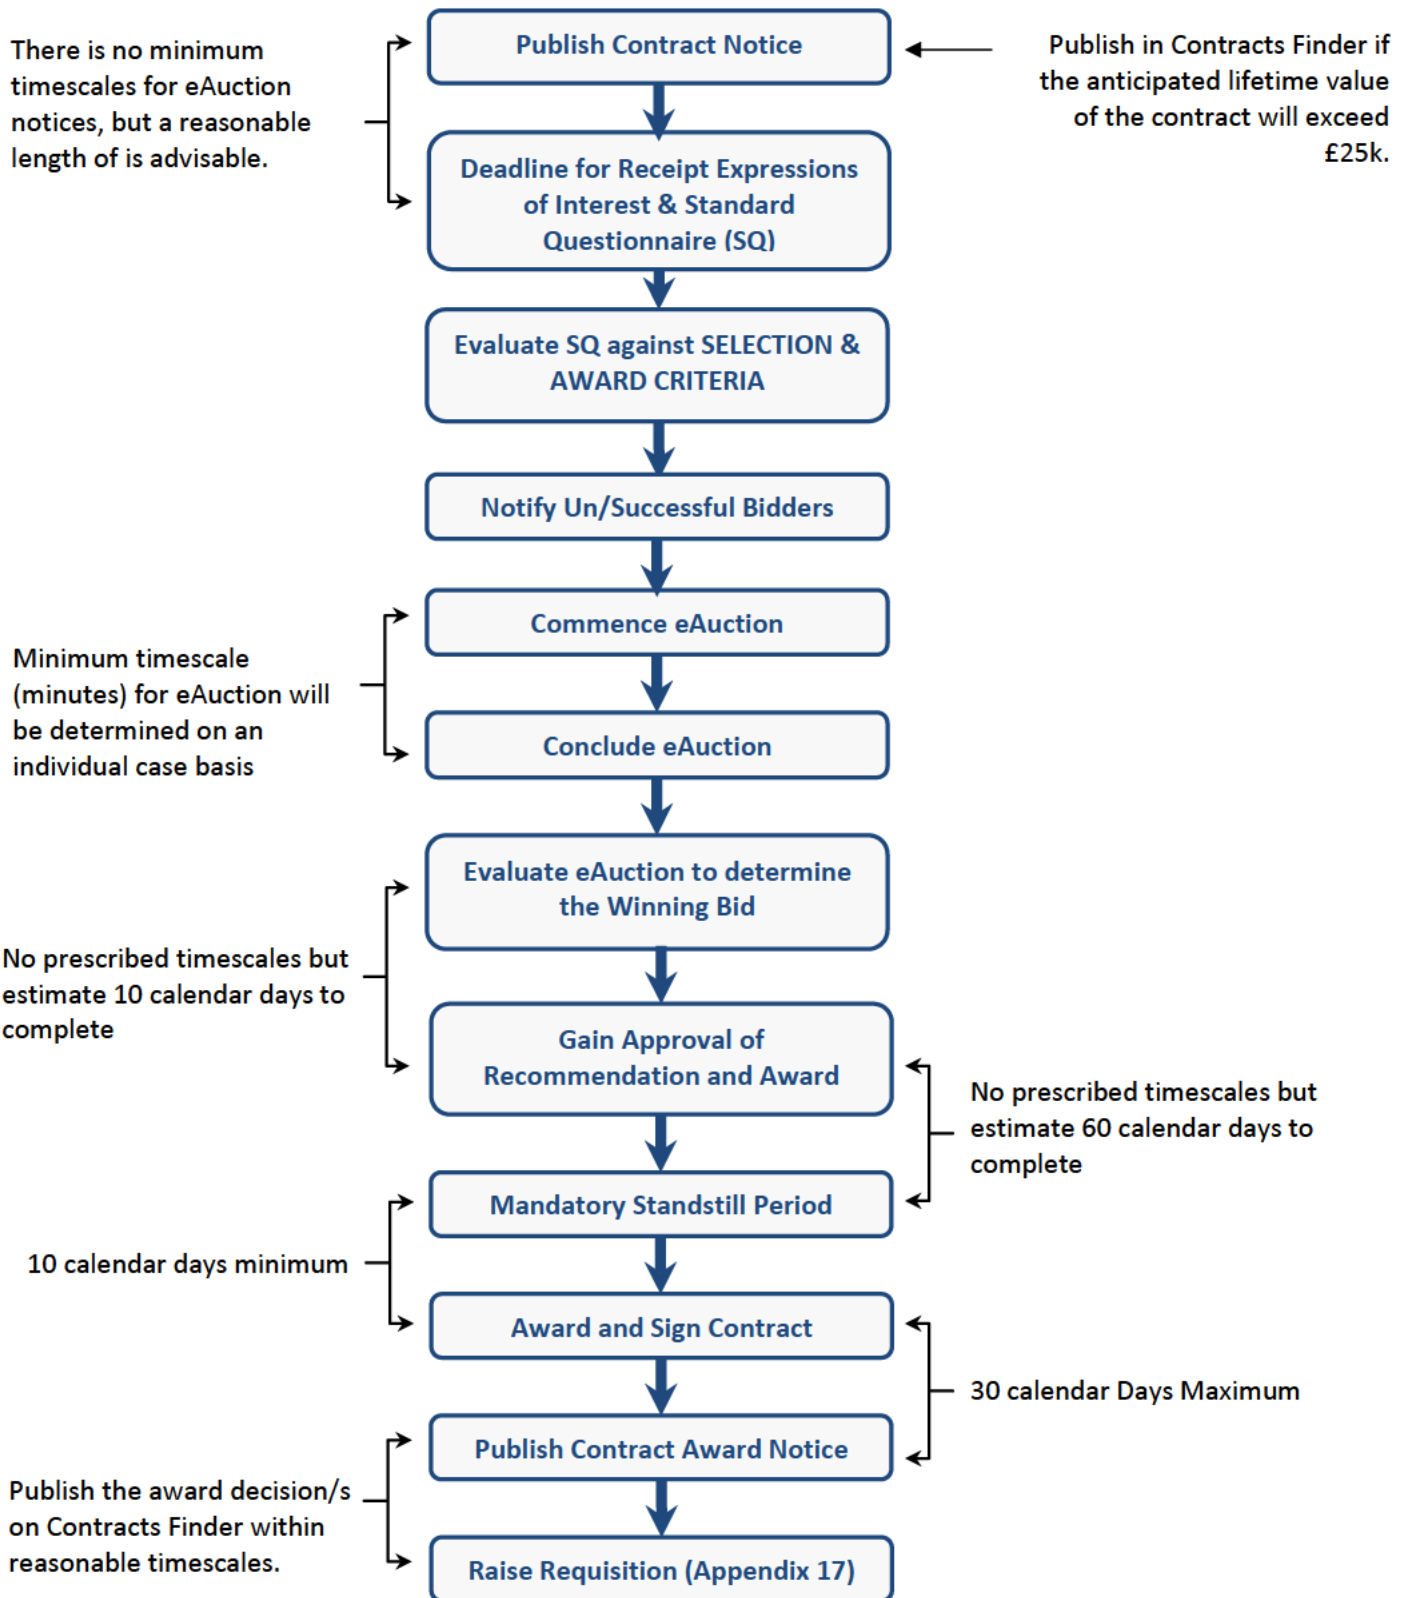 There is no minimum
timescales for eAuction
notices, but a reasonable
length of is advisable.
Publish Contract Notice
Publish in Contracts Finder if
the anticipated lifetime value
of the contract will exceed
£25k.
Deadline for Receipt Expressions
of Interest & Standard
Questionnaire (SQ)
Evaluate SQ against SELECTION &
AWARD CRITERIA
Notify Un/Successful Bidders
Commence eAuction
Minimum timescale
(minutes) for eAuction will
be determined on an
individual case basis
Conclude eAuction
Evaluate eAuction to determine
the Winning Bid
No prescribed timescales but
estimate 10 calendar days to
complete
Gain Approval of
Recommendation and Award
No prescribed timescales but
estimate 60 calendar days to
complete
Mandatory Standstill Period
10 calendar days minimum
Award and Sign Contract
30 calendar Days Maximum
Publish Contract Award Notice
Publish the award decision/s
on Contracts Finder within
reasonable timescales.
Raise Requisition (Appendix 17)